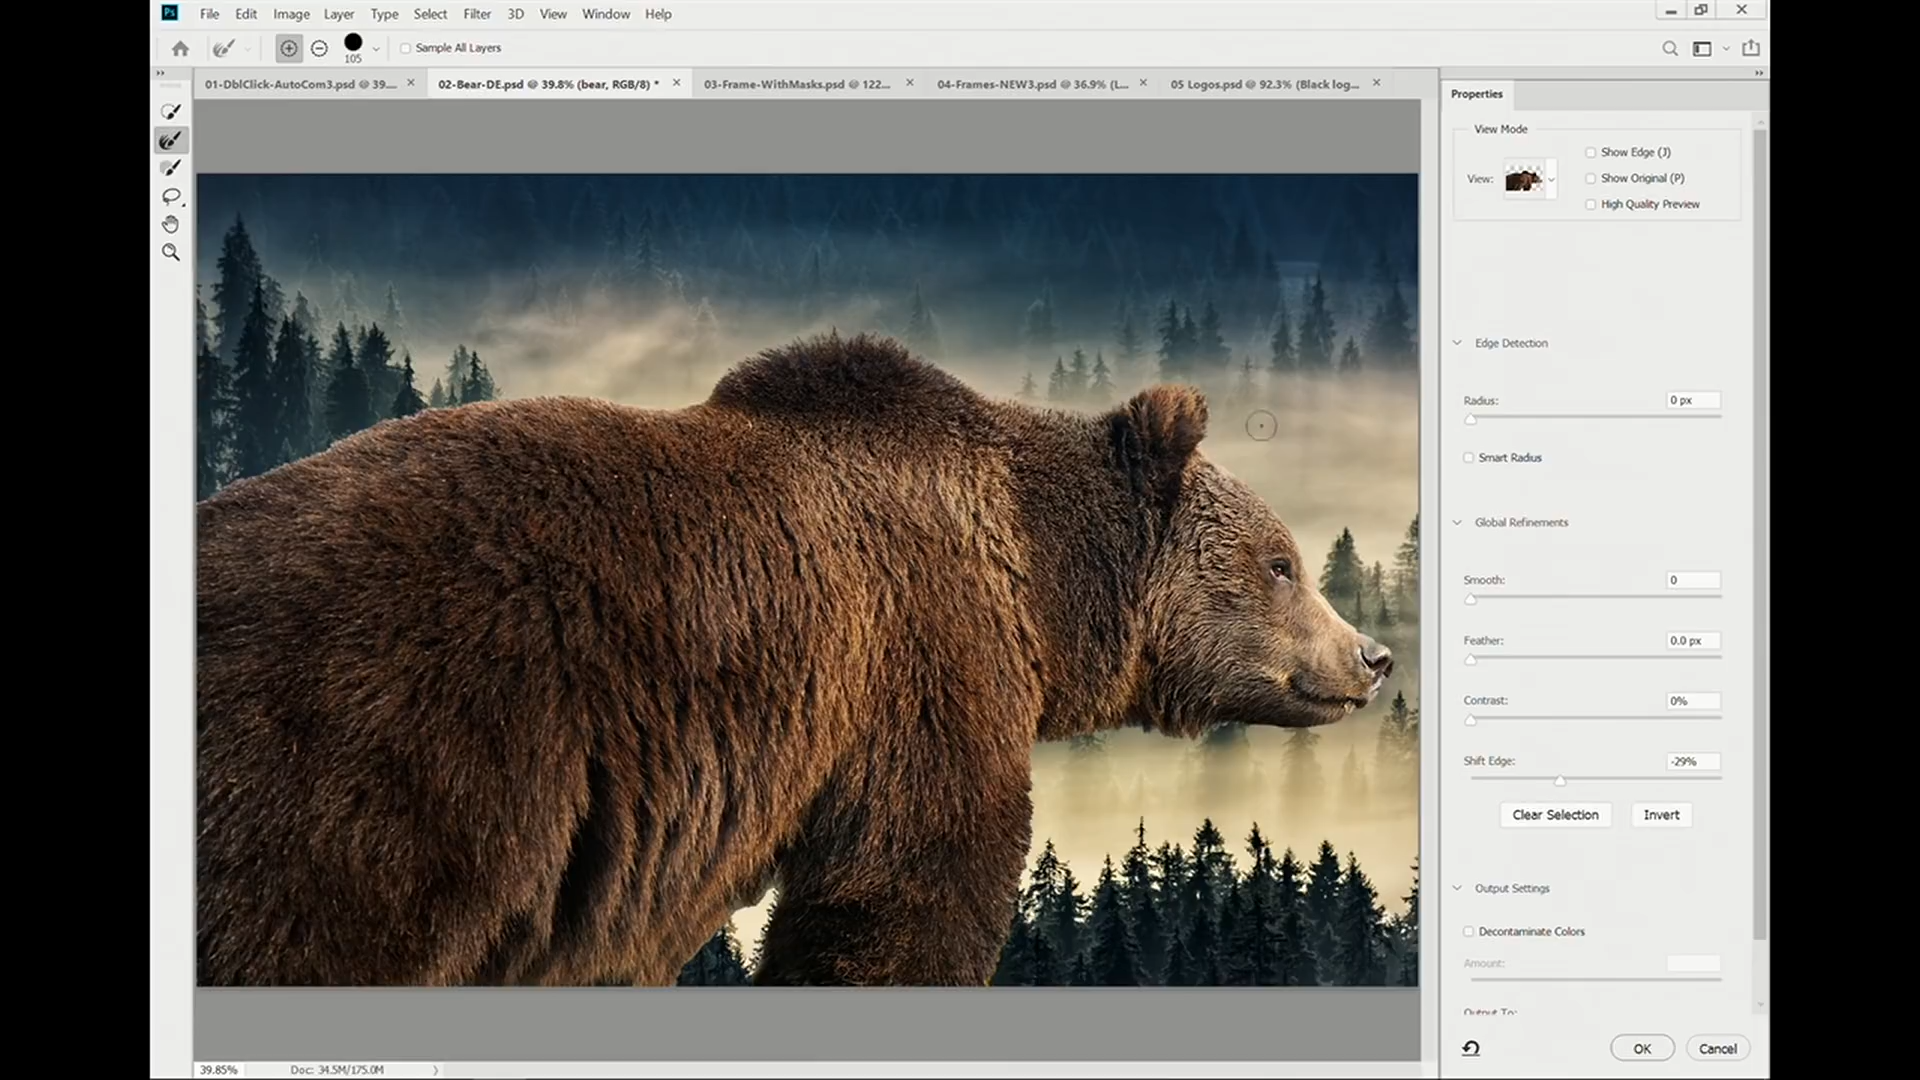 Ps File Edit Image Layer Type Select Filter 3D View Window Help
105 Sample All Layers
01-DblClick-AutoCom3.psd @ 39.... 02-Bear-DE.psd @ 39.8% (bear, RGB/8) * 03-Frame-WithMasks.psd @ 122... 04-Frames-NEW3.psd @ 36.9% (L... 05 Logos.psd @ 92.3% (Black log...
Properties
View Mode
View:
Show Edge (J)
Show Original (P)
High Quality Preview
Edge Detection
Radius: 0 px
Smart Radius
Global Refinements
Smooth: 0
Feather: 0.0 px
Contrast: 0%
Shift Edge: -29%
Clear Selection Invert
Output Settings
Decontaminate Colors
Amount:
Output To:
OK Cancel
39.85% Doc: 34.5M/175.0M